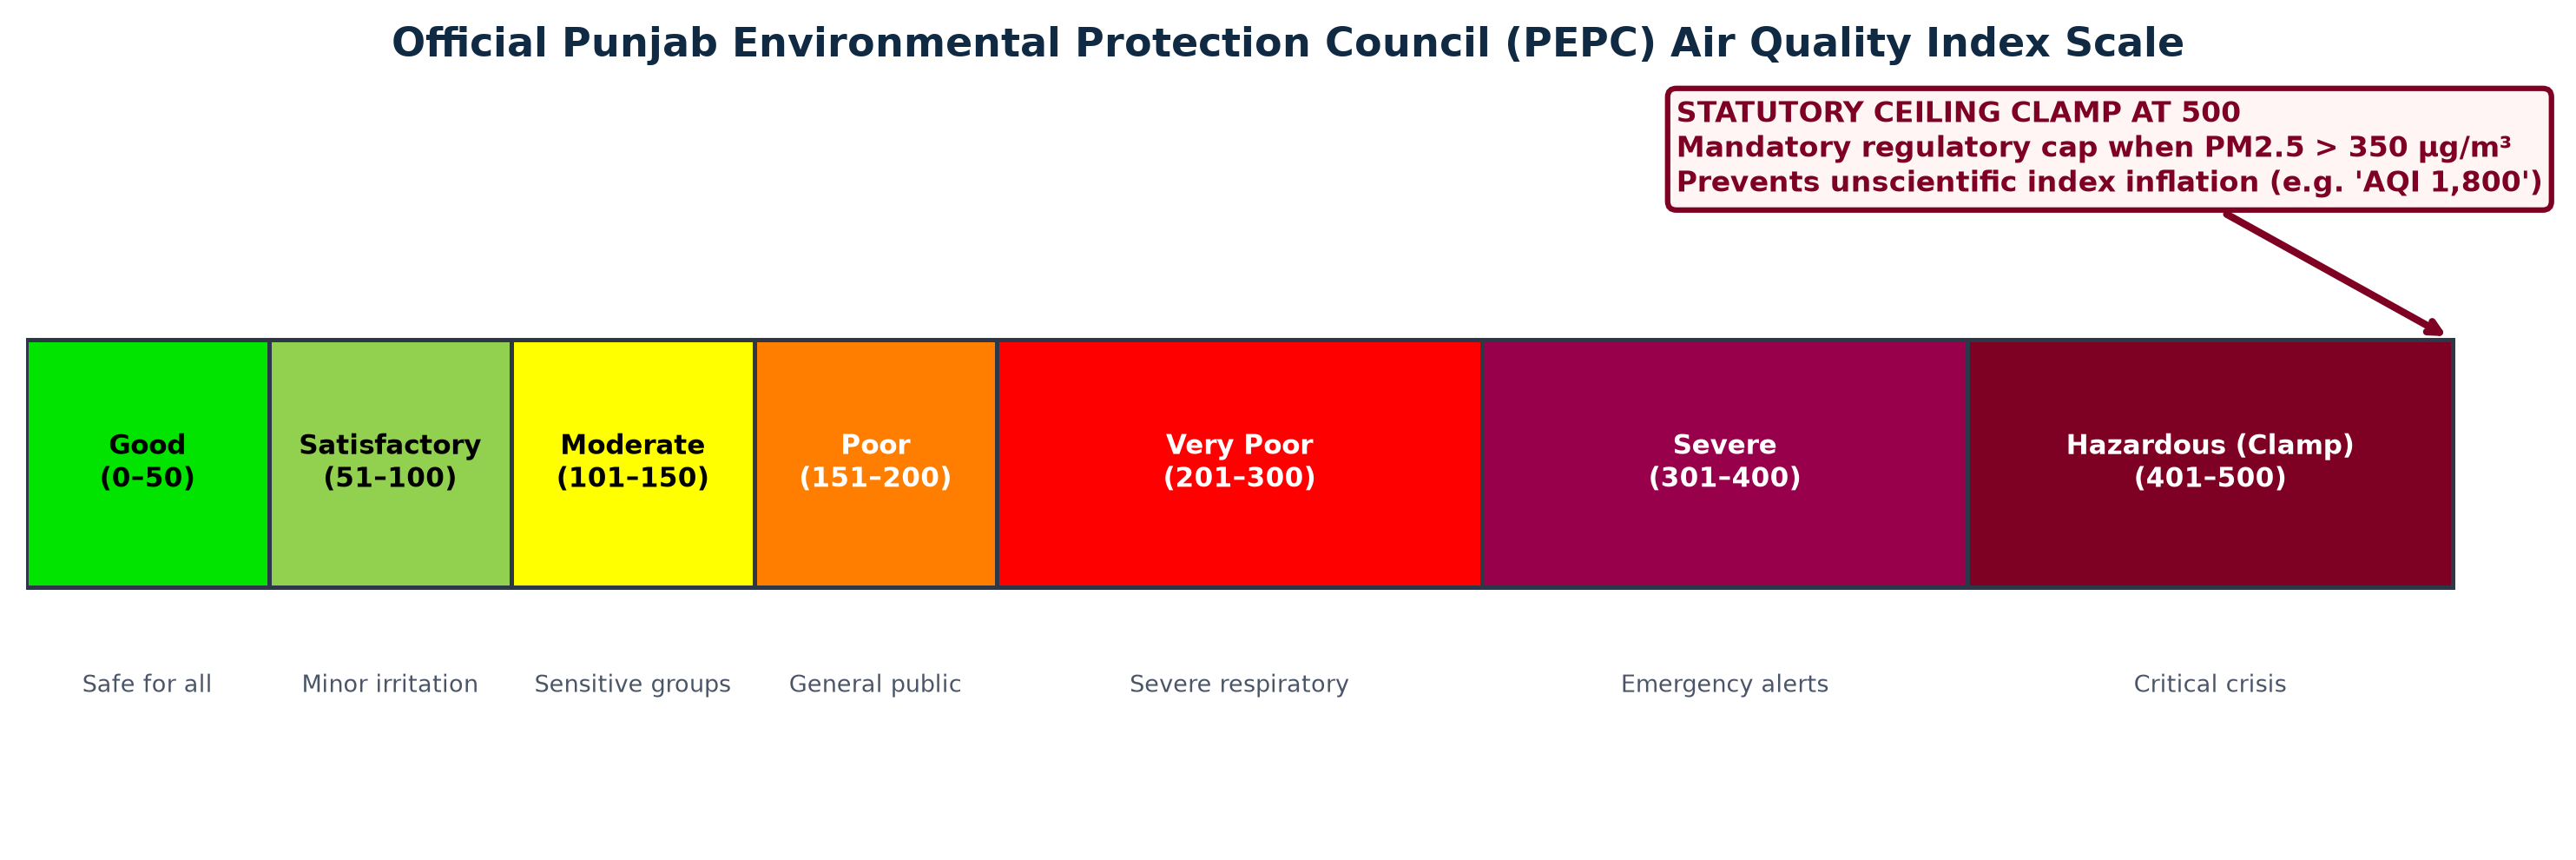 Official Punjab Environmental Protection Council (PEPC) Air Quality Index Scale
STATUTORY CEILING CLAMP AT 500
Mandatory regulatory cap when PM2.5 > 350 µg/m³
Prevents unscientific index inflation (e.g. 'AQI 1,800')
Good
(0–50)
Satisfactory
(51–100)
Moderate
(101–150)
Poor
(151–200)
Very Poor
(201–300)
Severe
(301–400)
Hazardous (Clamp)
(401–500)
Safe for all
Minor irritation
Sensitive groups
General public
Severe respiratory
Emergency alerts
Critical crisis